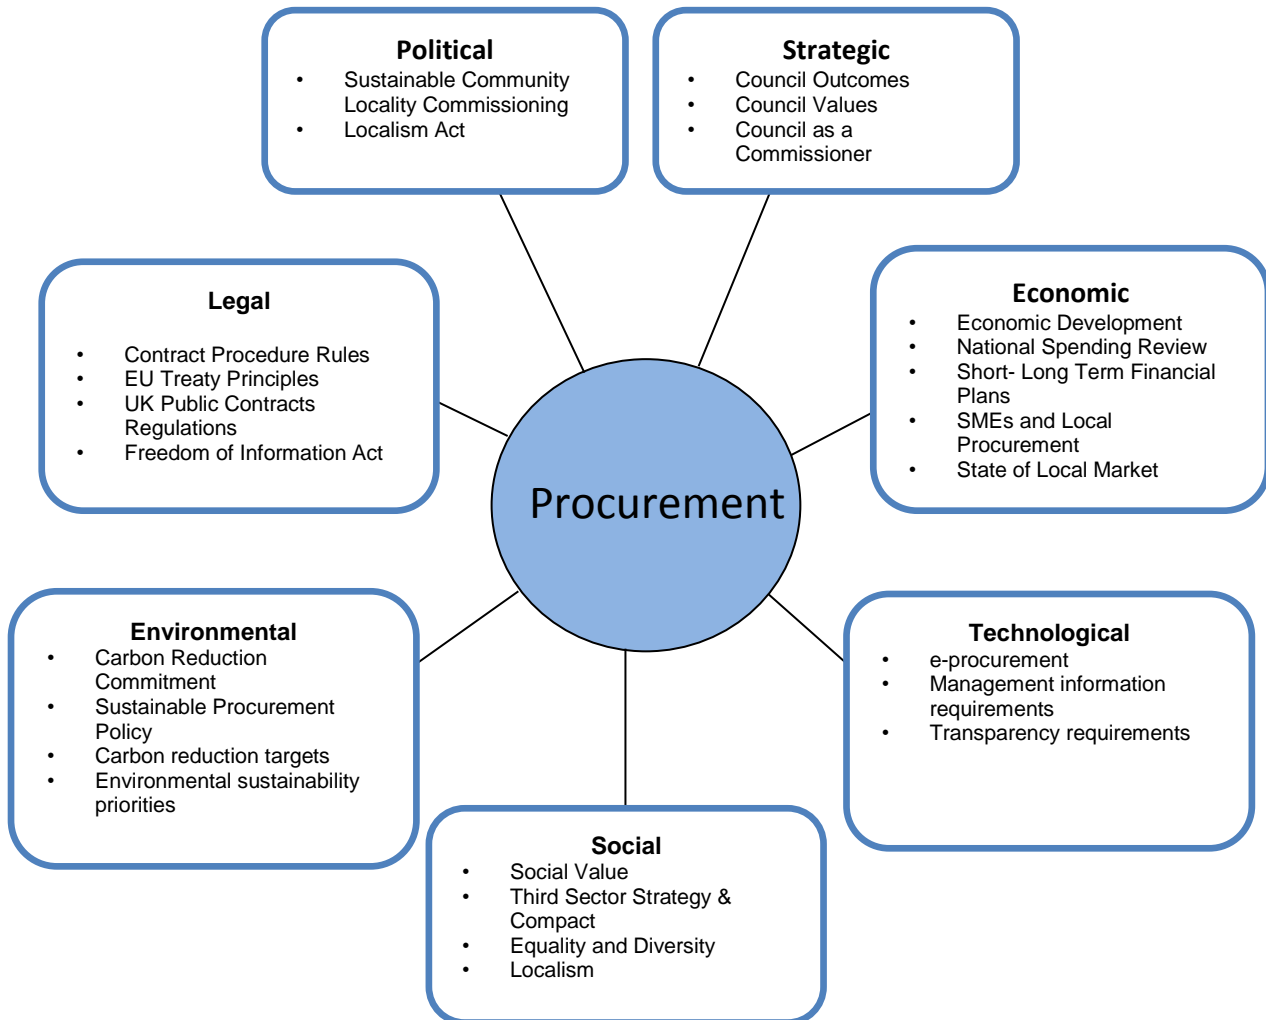 Political
• Sustainable Community
Locality Commissioning
• Localism Act
Strategic
• Council Outcomes
• Council Values
• Council as a
Commissioner
Legal
• Contract Procedure Rules
• EU Treaty Principles
• UK Public Contracts
Regulations
• Freedom of Information Act
Economic
• Economic Development
• National Spending Review
• Short- Long Term Financial
Plans
• SMEs and Local
Procurement
• State of Local Market
Procurement
Environmental
• Carbon Reduction
Commitment
• Sustainable Procurement
Policy
• Carbon reduction targets
• Environmental sustainability
priorities
Technological
• e-procurement
• Management information
requirements
• Transparency requirements
Social
• Social Value
• Third Sector Strategy &
Compact
• Equality and Diversity
• Localism